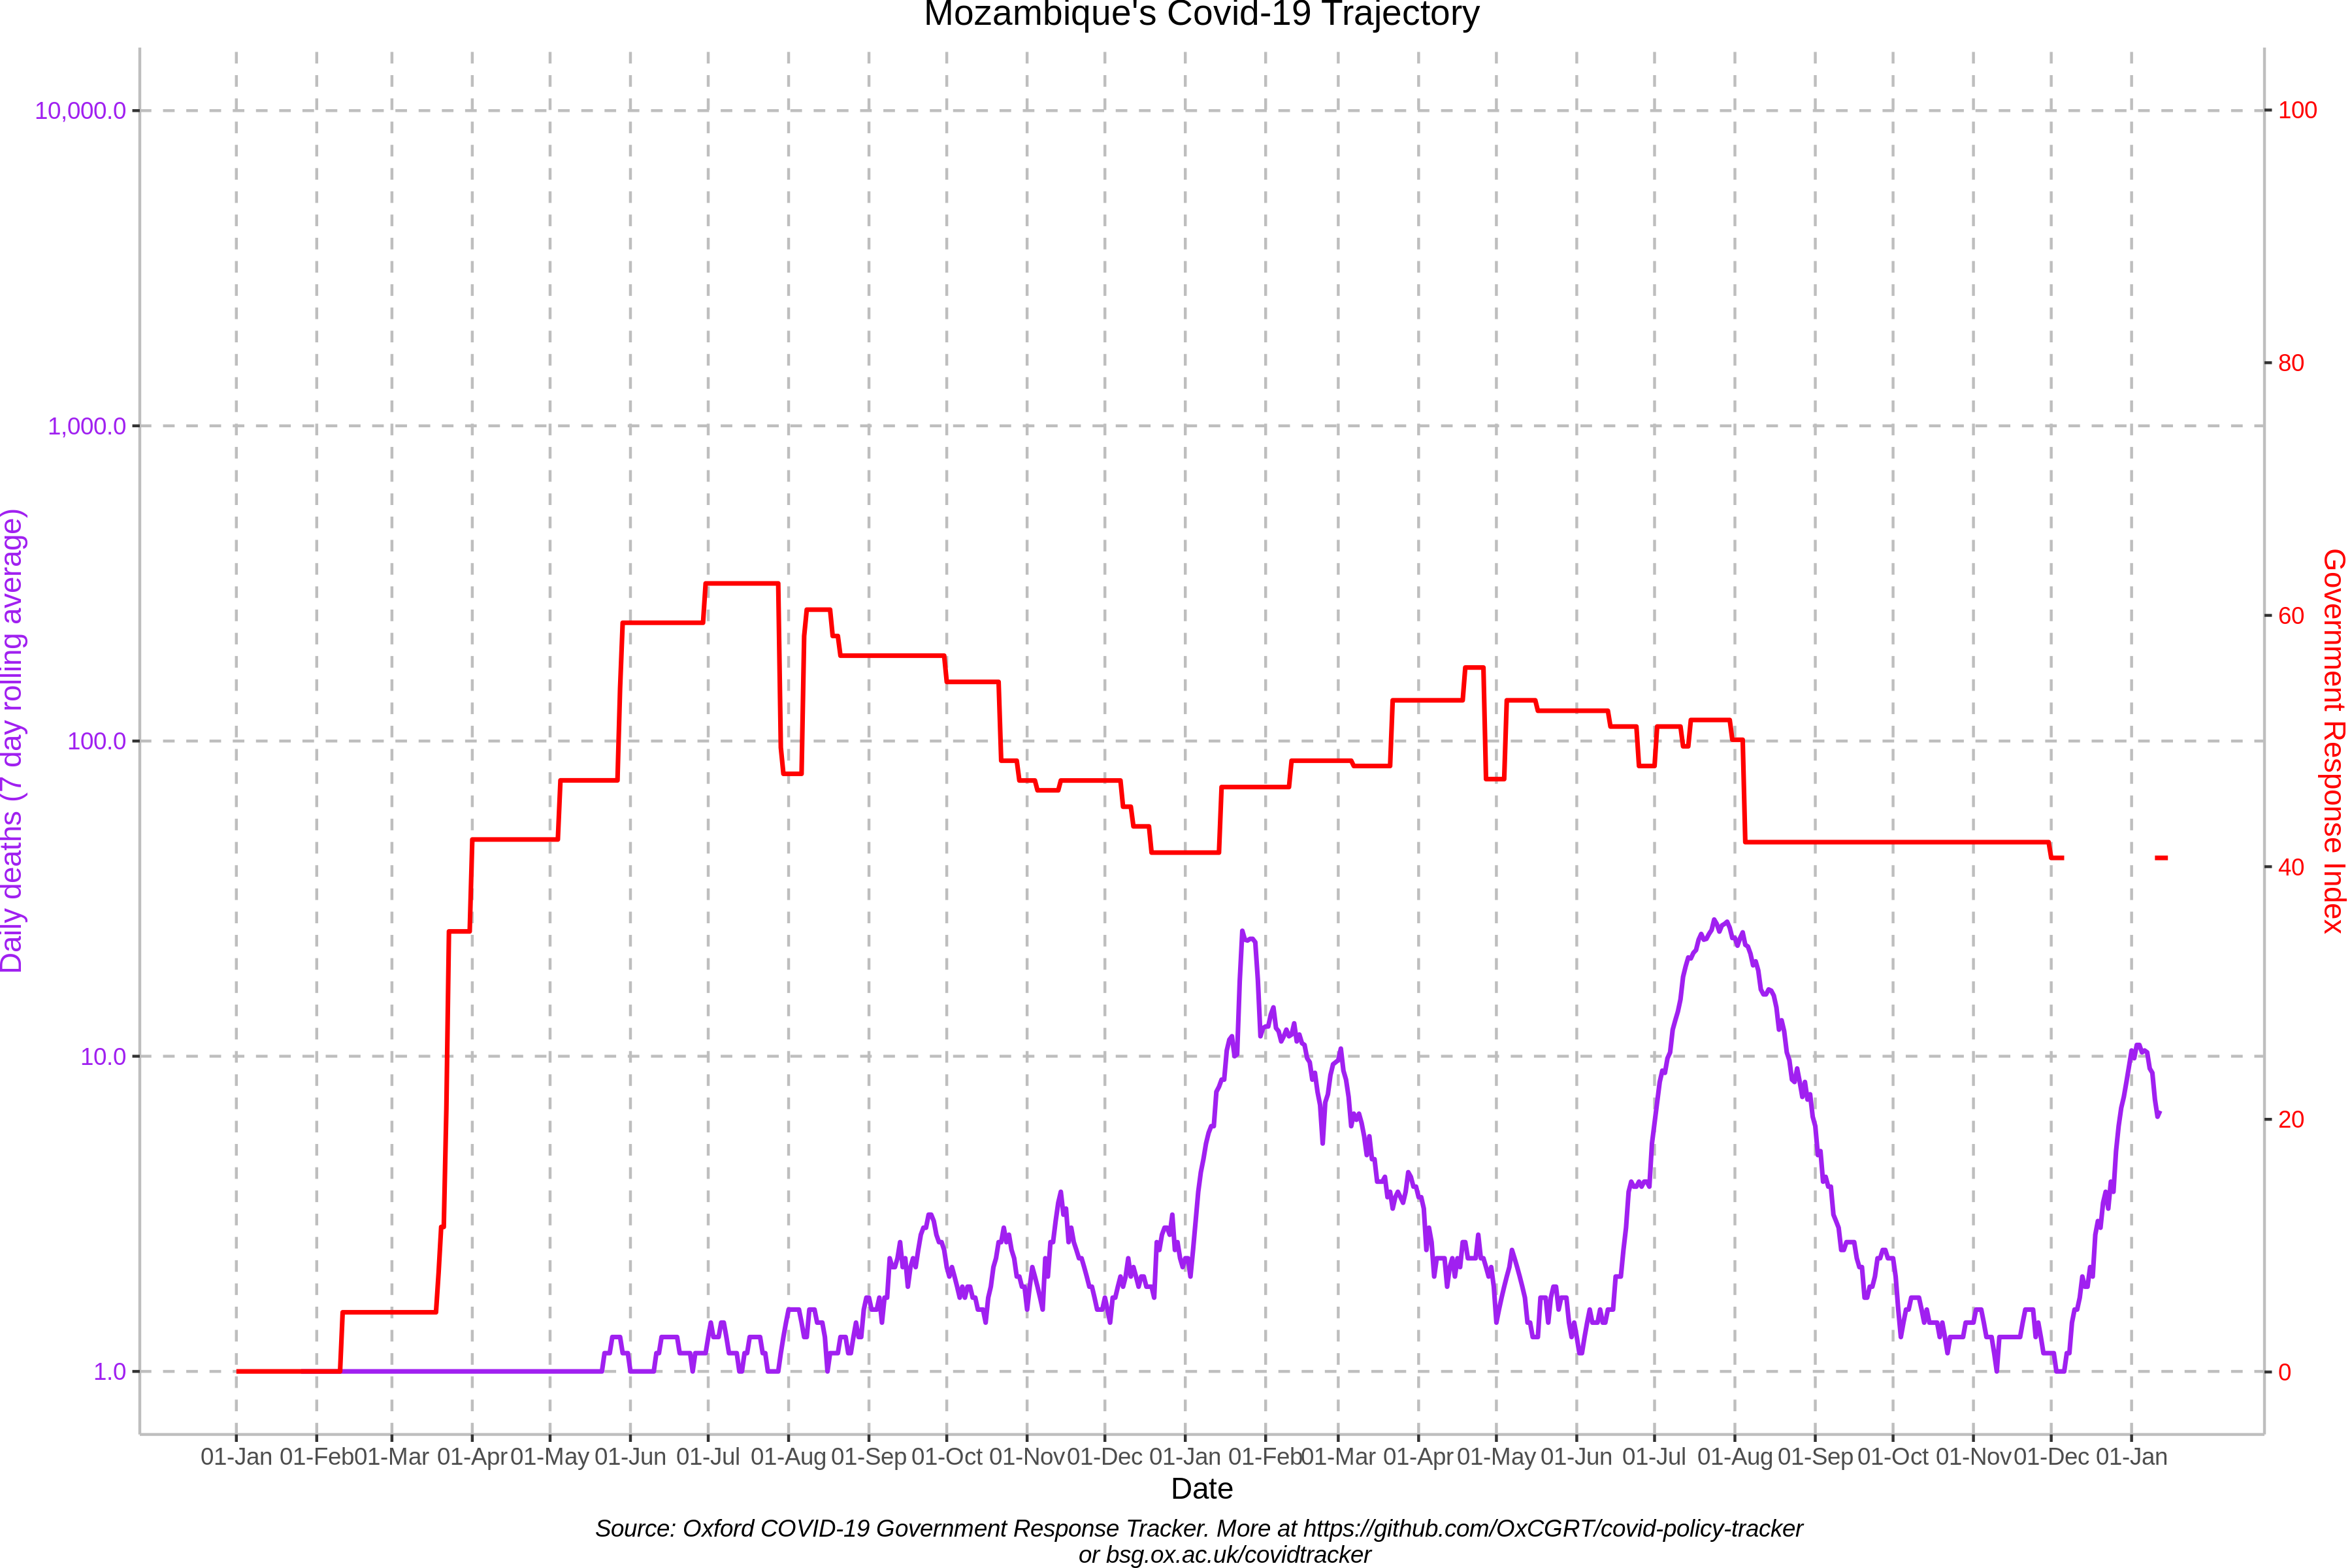 Mozambique's Covid-19 Trajectory
10,000.0
1,000.0
100.0
10.0
1.0
Daily deaths (7 day rolling average)
100
80
60
40
20
0
Government Response Index
01-Jan 01-Feb 01-Mar 01-Apr 01-May 01-Jun 01-Jul 01-Aug 01-Sep 01-Oct 01-Nov 01-Dec 01-Jan 01-Feb 01-Mar 01-Apr 01-May 01-Jun 01-Jul 01-Aug 01-Sep 01-Oct 01-Nov 01-Dec 01-Jan
Date
Source: Oxford COVID-19 Government Response Tracker. More at https://github.com/OxCGRT/covid-policy-tracker
or bsg.ox.ac.uk/covidtracker